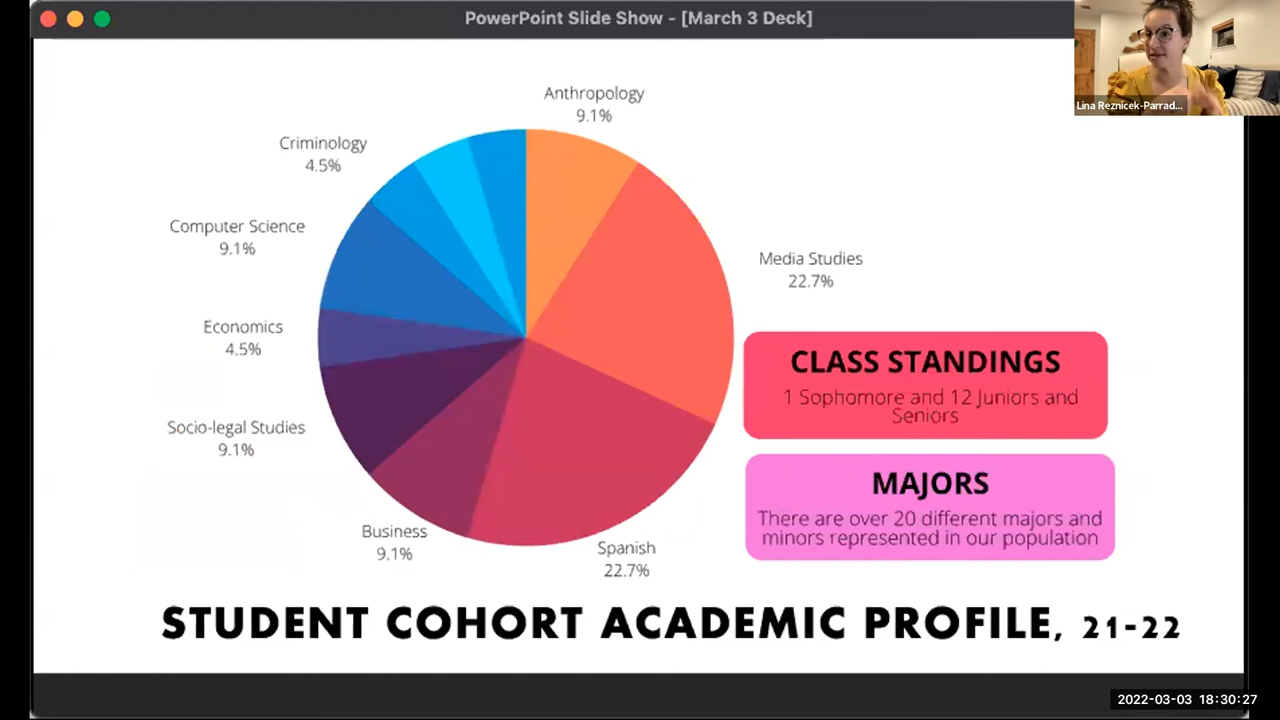 PowerPoint Slide Show - [March 3 Deck]
Lina Reznicek-Parrad...
Anthropology
9.1%
Criminology
4.5%
Computer Science
9.1%
Media Studies
22.7%
Economics
4.5%
CLASS STANDINGS
1 Sophomore and 12 Juniors and
Seniors
Socio-legal Studies
9.1%
MAJORS
There are over 20 different majors and
minors represented in our population
Business
9.1%
Spanish
22.7%
STUDENT COHORT ACADEMIC PROFILE, 21-22
2022-03-03 18:30:27